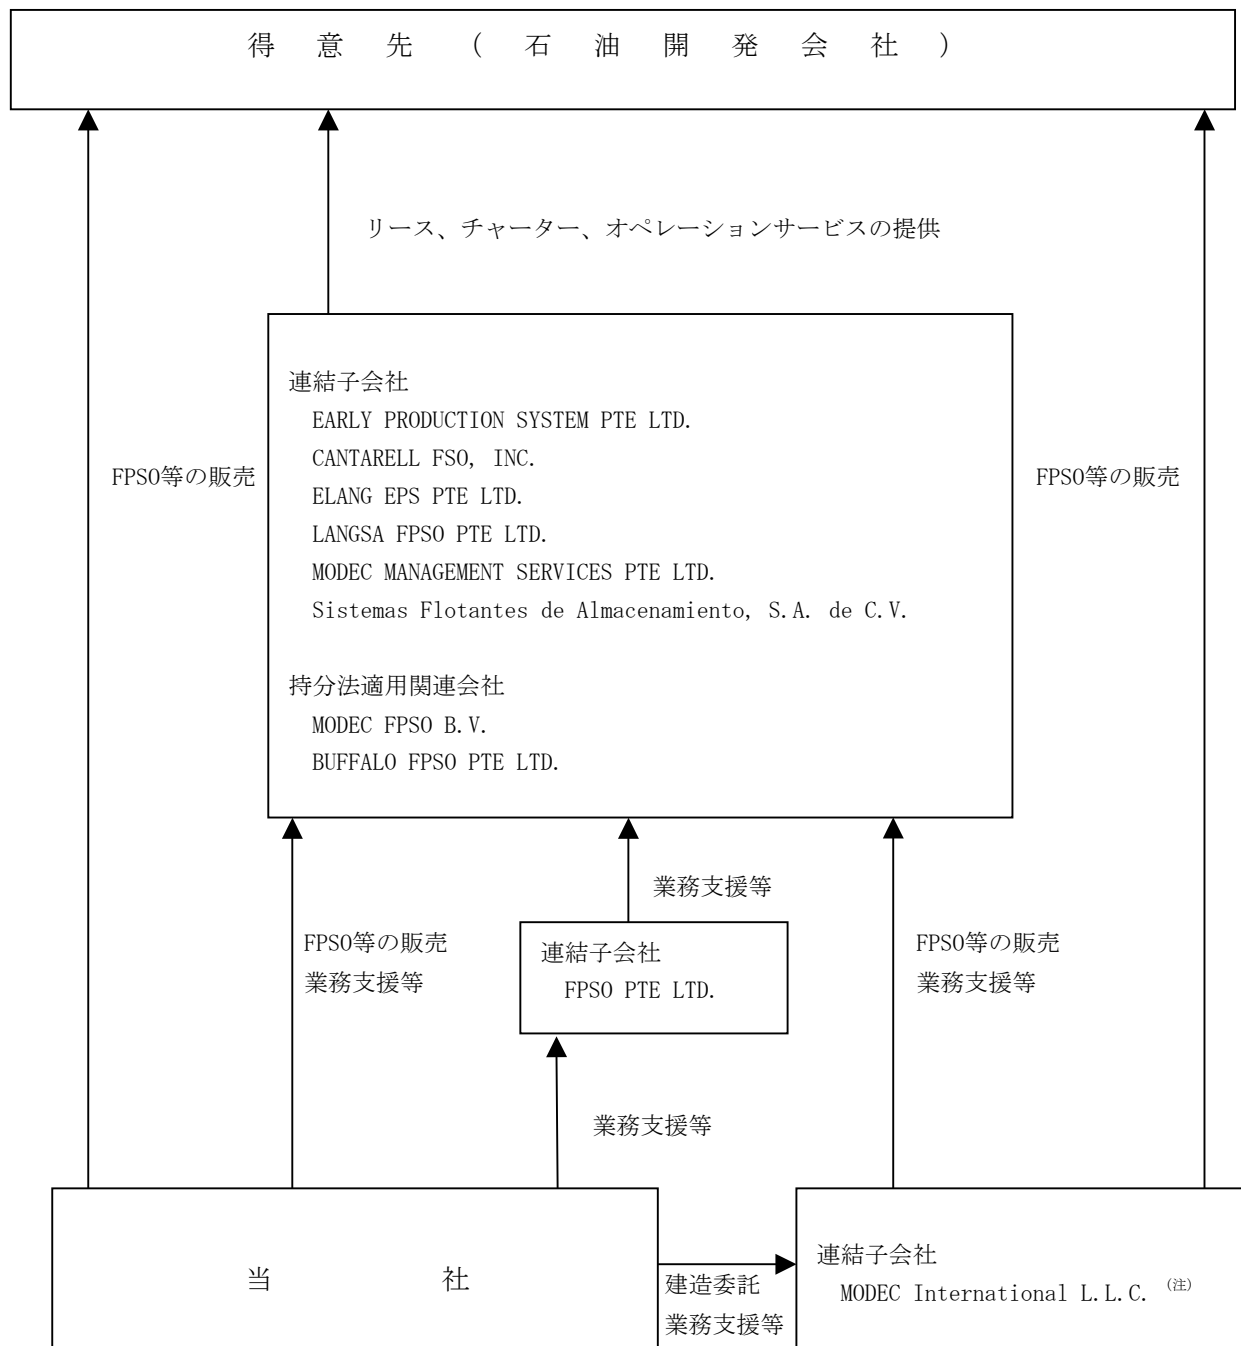 得意先（石油開発会社）
リース、チャーター、オペレーションサービスの提供
連結子会社
EARLY PRODUCTION SYSTEM PTE LTD.
CANTARELL FSO, INC.
ELANG EPS PTE LTD.
LANGSA FPSO PTE LTD.
MODEC MANAGEMENT SERVICES PTE LTD.
Sistemas Flotantes de Almacenamiento, S.A. de C.V.
持分法適用関連会社
MODEC FPSO B.V.
BUFFALO FPSO PTE LTD.
FPSO等の販売
FPSO等の販売
業務支援等
FPSO等の販売
業務支援等
連結子会社
FPSO PTE LTD.
FPSO等の販売
業務支援等
業務支援等
当社
建造委託
業務支援等
連結子会社
MODEC International L.L.C. (注)